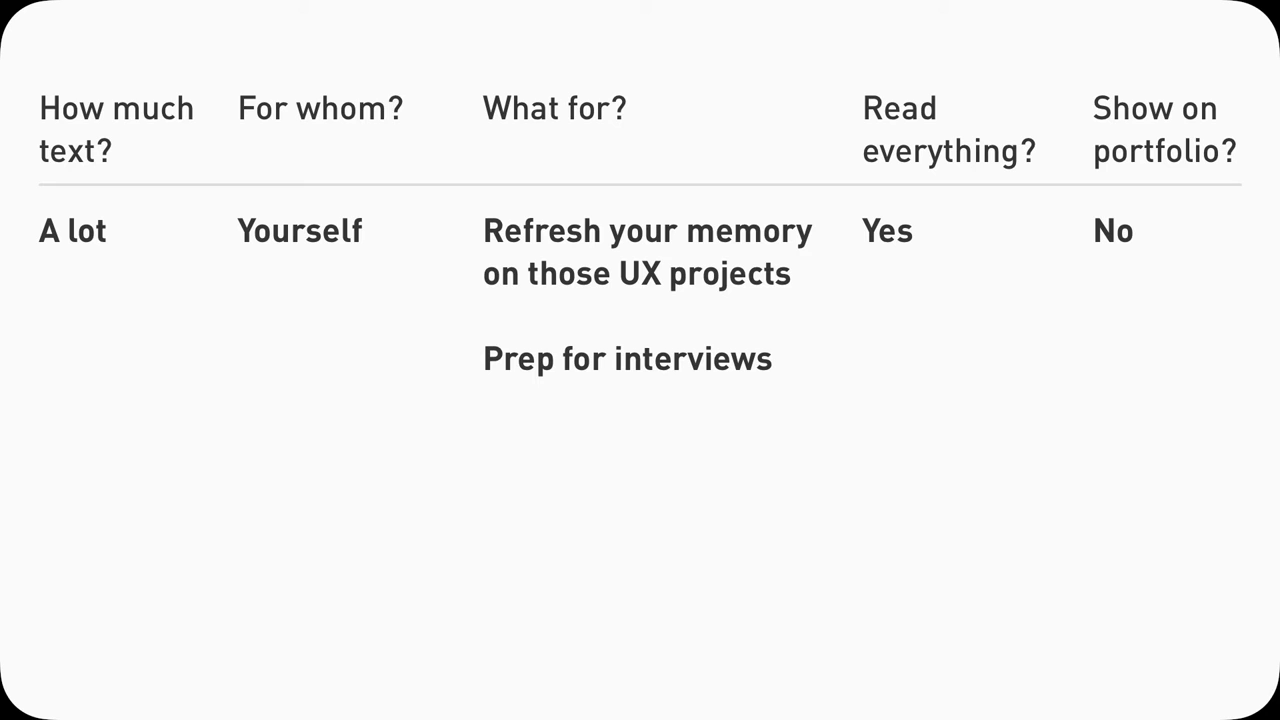 How much text?
For whom?
What for?
Read everything?
Show on portfolio?
A lot
Yourself
Refresh your memory
on those UX projects
Prep for interviews
Yes
No